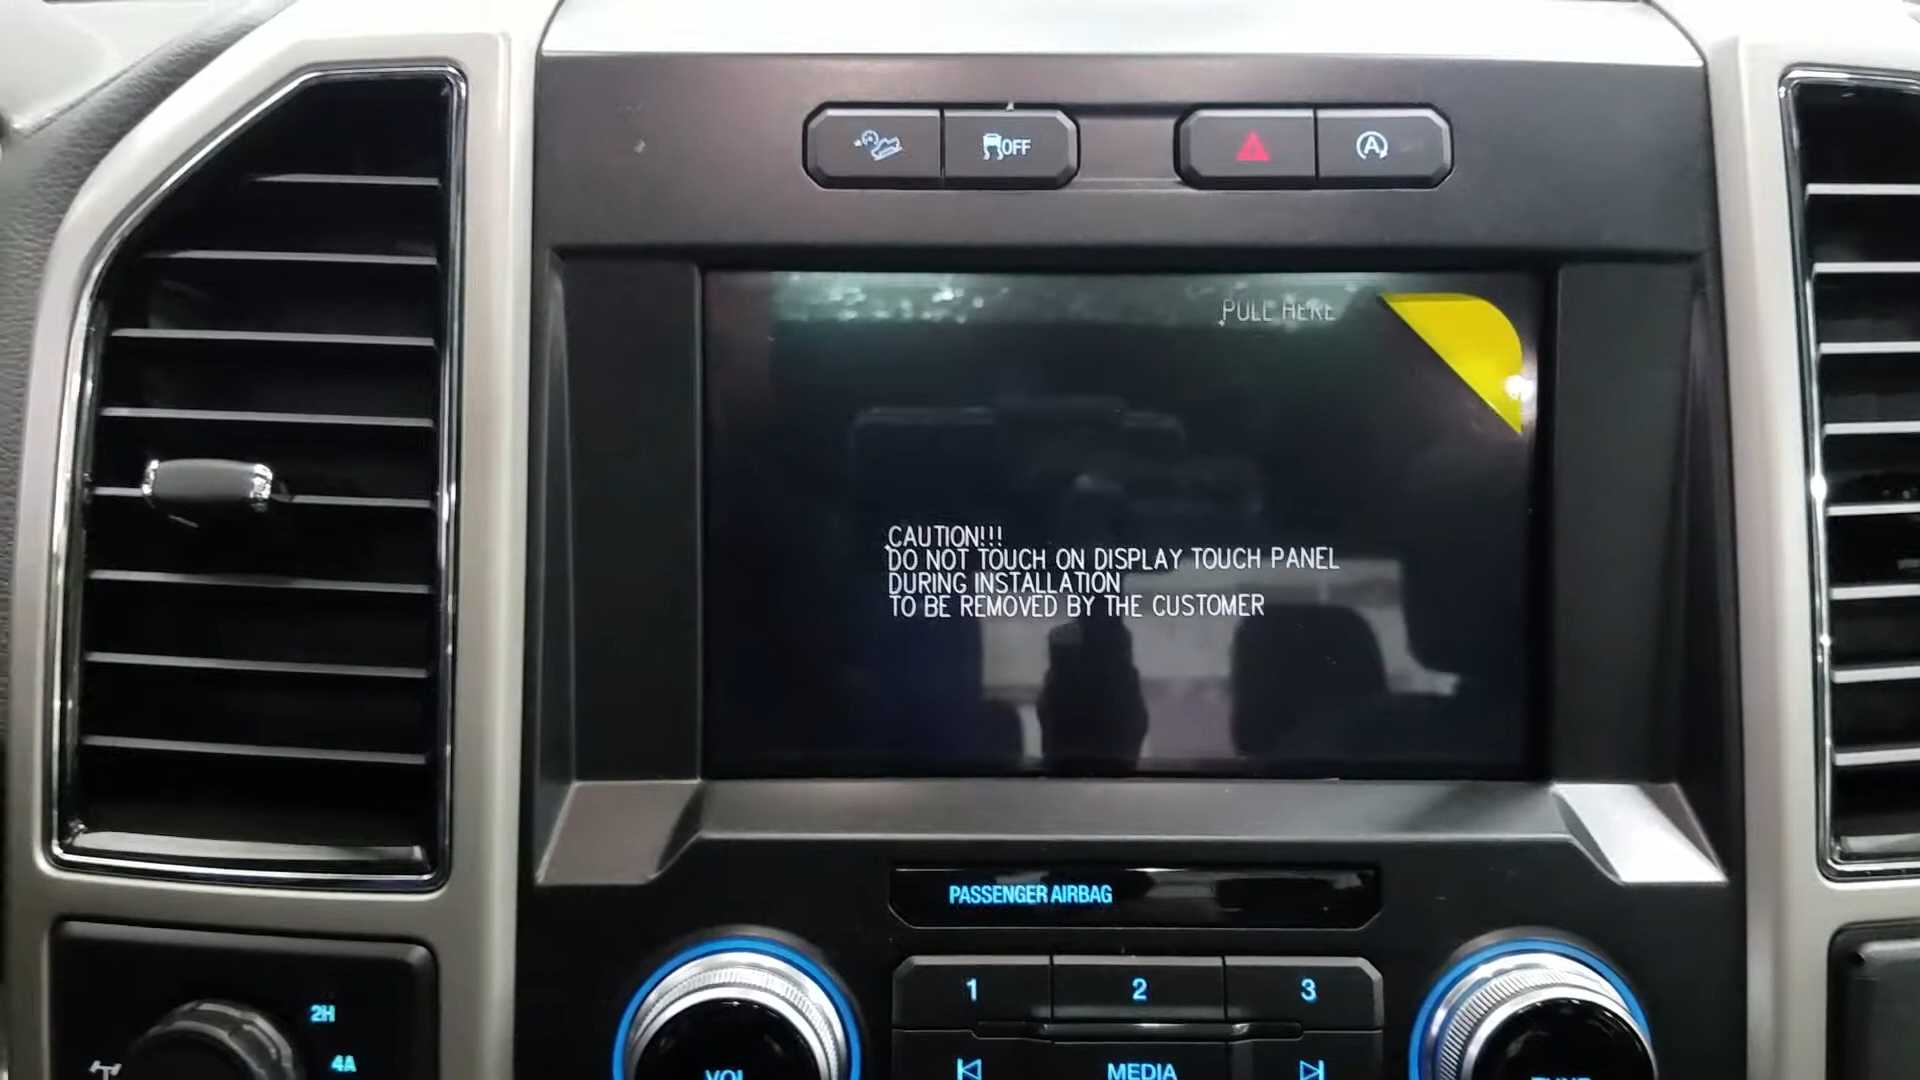 OFF
A
PULL HERE
CAUTION!!!
DO NOT TOUCH ON DISPLAY TOUCH PANEL
DURING INSTALLATION
TO BE REMOVED BY THE CUSTOMER
PASSENGER AIRBAG
1 2 3
2H
4A
VOL
MEDIA
TUNE